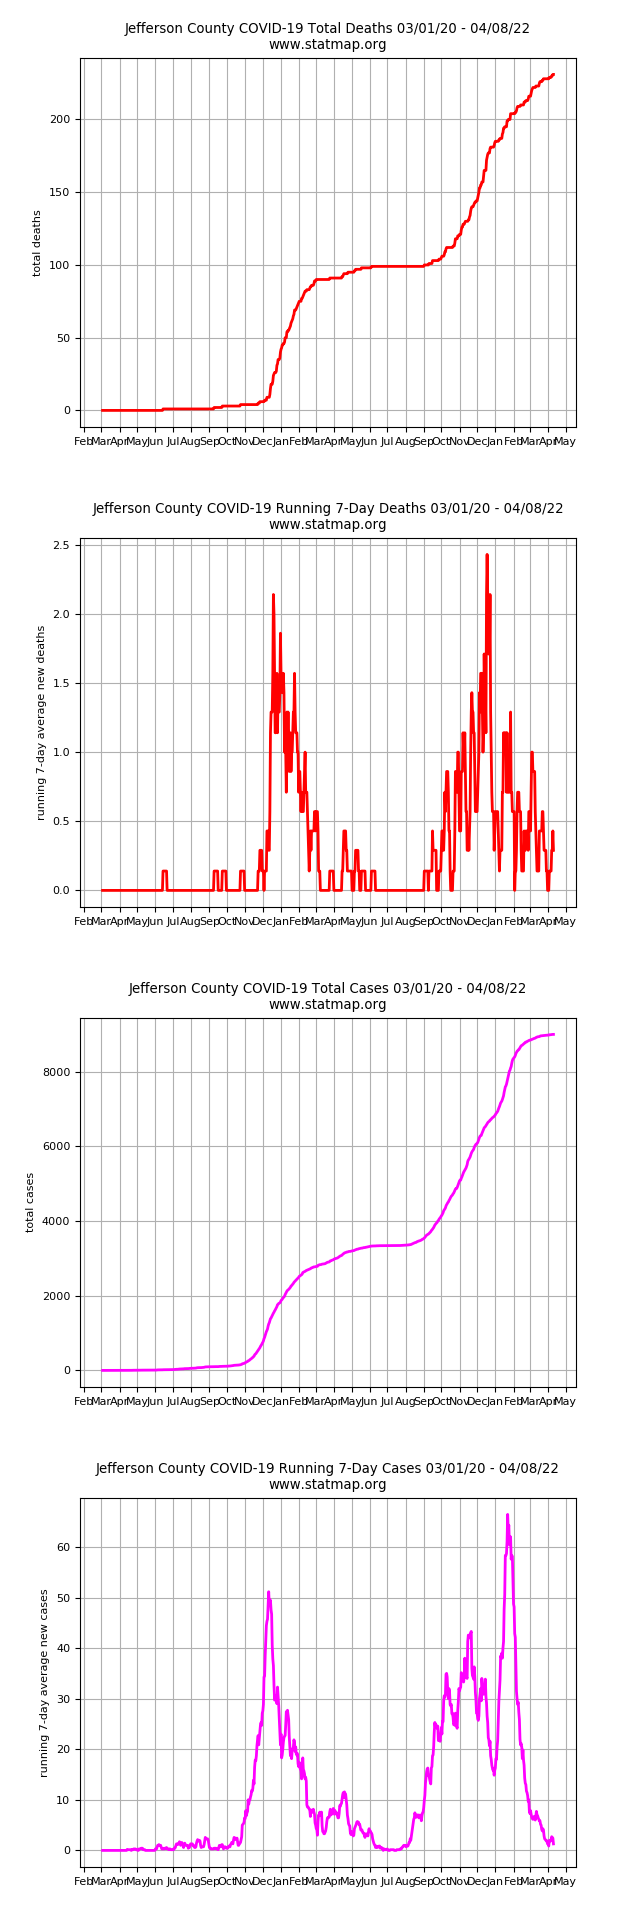 Jefferson County COVID-19 Total Deaths 03/01/20 - 04/08/22
www.statmap.org
total deaths
200
150
100
50
0
Feb Mar Apr May Jun Jul Aug Sep Oct Nov Dec Jan Feb Mar Apr May Jun Jul Aug Sep Oct Nov Dec Jan Feb Mar Apr May
Jefferson County COVID-19 Running 7-Day Deaths 03/01/20 - 04/08/22
www.statmap.org
running 7-day average new deaths
2.5
2.0
1.5
1.0
0.5
0.0
Feb Mar Apr May Jun Jul Aug Sep Oct Nov Dec Jan Feb Mar Apr May Jun Jul Aug Sep Oct Nov Dec Jan Feb Mar Apr May
Jefferson County COVID-19 Total Cases 03/01/20 - 04/08/22
www.statmap.org
total cases
8000
6000
4000
2000
0
Feb Mar Apr May Jun Jul Aug Sep Oct Nov Dec Jan Feb Mar Apr May Jun Jul Aug Sep Oct Nov Dec Jan Feb Mar Apr May
Jefferson County COVID-19 Running 7-Day Cases 03/01/20 - 04/08/22
www.statmap.org
running 7-day average new cases
60
50
40
30
20
10
0
Feb Mar Apr May Jun Jul Aug Sep Oct Nov Dec Jan Feb Mar Apr May Jun Jul Aug Sep Oct Nov Dec Jan Feb Mar Apr May